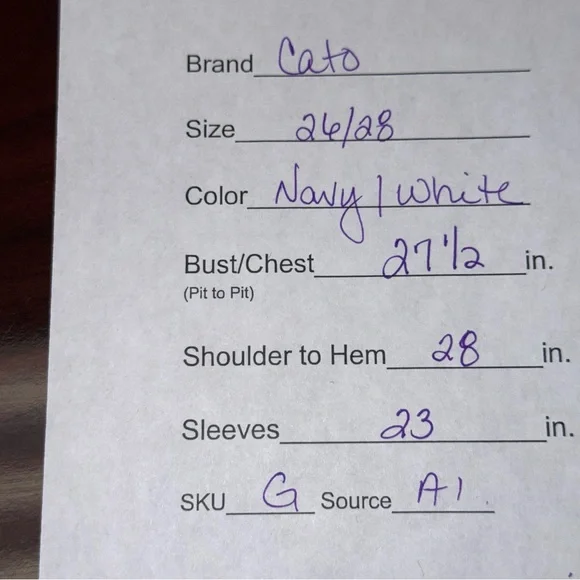 Brand Cato
Size 26/28
Color Navy/White
Bust/Chest 27 1/2 in.
(Pit to Pit)
Shoulder to Hem 28 in.
Sleeves 23 in.
SKU G Source A1